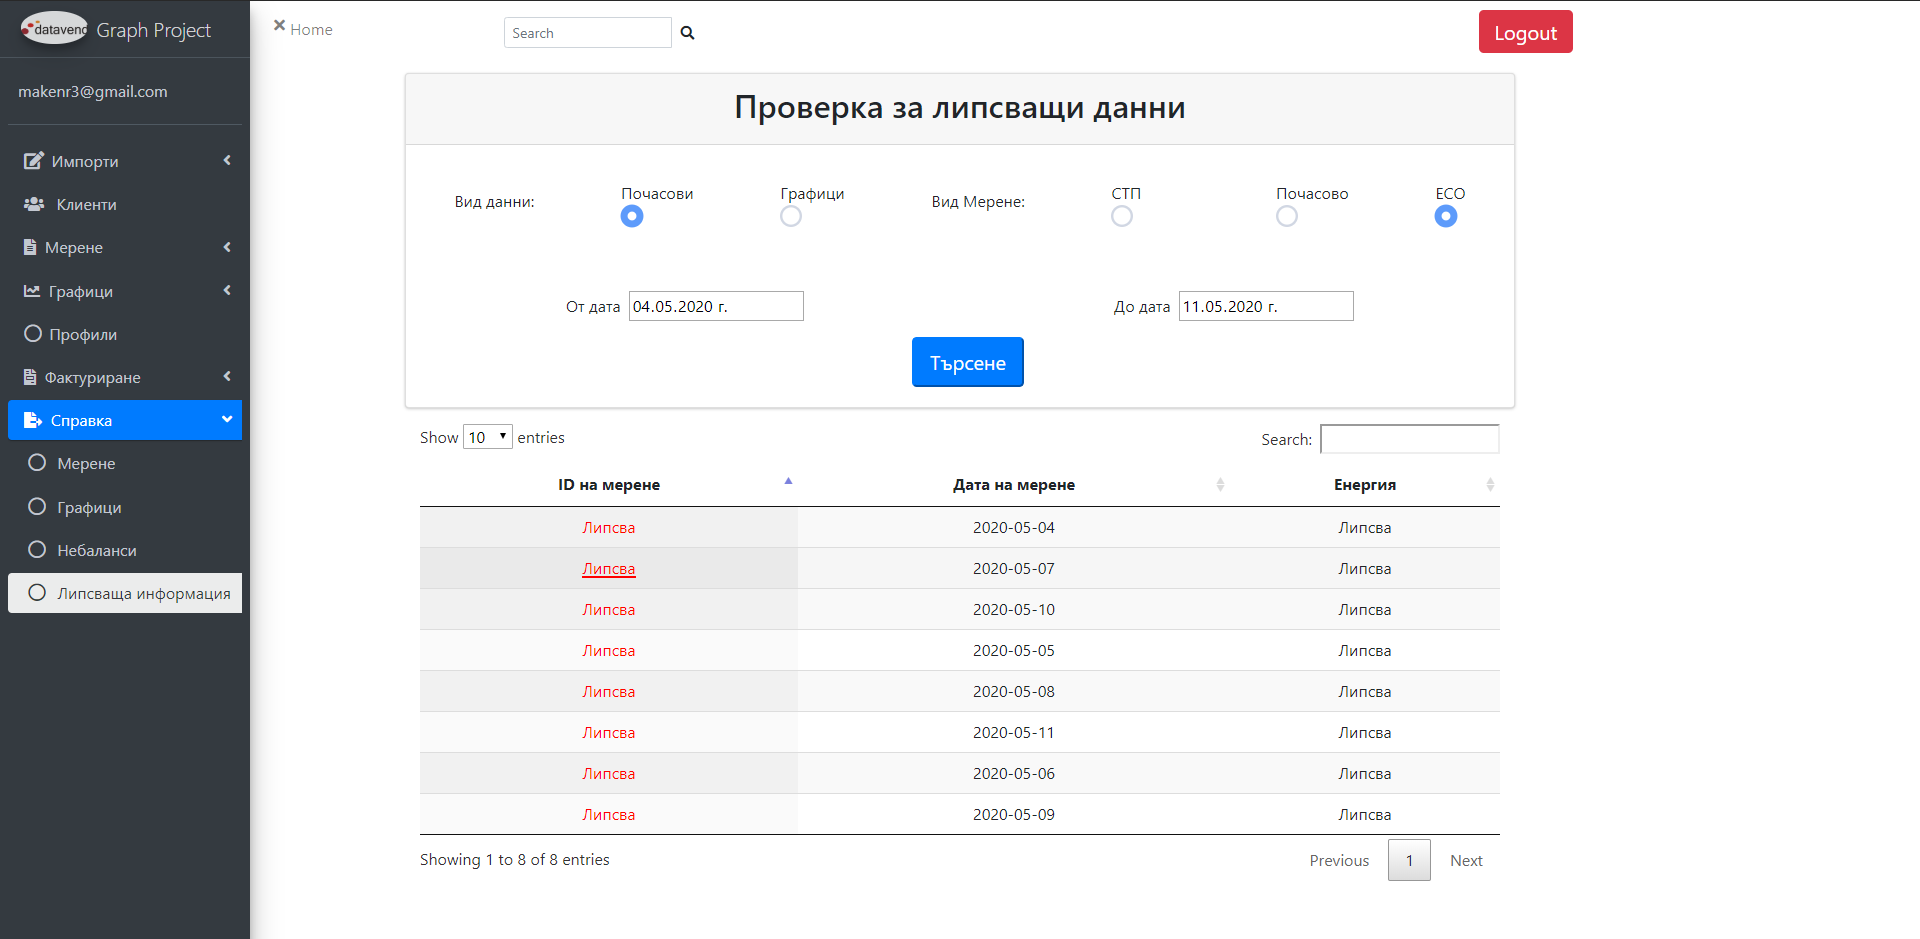 datavend Graph Project
makenr3@gmail.com
Импорти
Клиенти
Мерене
Графици
Профили
Фактуриране
Справка
Мерене
Графици
Небаланси
Липсваща информация
Home
Search
Logout
Проверка за липсващи данни
Вид данни:
Почасови
Графици
Вид Мерене:
СТП
Почасово
ЕСО
От дата 04.05.2020 г.
До дата 11.05.2020 г.
Търсене
Show 10 entries
Search:
ID на мерене Дата на мерене Енергия
Липсва 2020-05-04 Липсва
Липсва 2020-05-07 Липсва
Липсва 2020-05-10 Липсва
Липсва 2020-05-05 Липсва
Липсва 2020-05-08 Липсва
Липсва 2020-05-11 Липсва
Липсва 2020-05-06 Липсва
Липсва 2020-05-09 Липсва
Showing 1 to 8 of 8 entries
Previous 1 Next